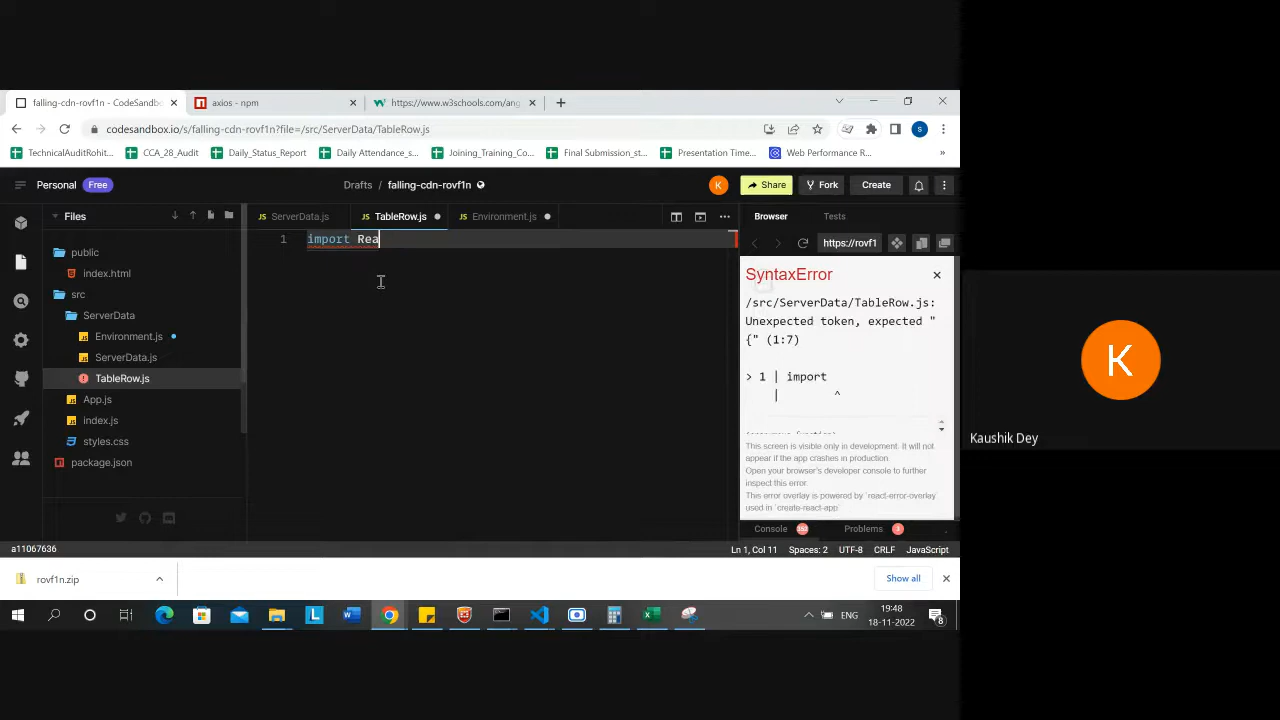 falling-cdn-rovf1n - CodeSandb
axios - npm
https://www.w3schools.com/ang
codesandbox.io/s/falling-cdn-rovf1n?file=/src/ServerData/TableRow.js
TechnicalAuditRohit...
CCA_28_Audit
Daily_Status_Report
Daily Attendance_s...
Joining_Training_Co...
Final Submission_st...
Presentation Time...
Web Performance R...
»
Personal Free
Drafts / falling-cdn-rovf1n
K
Share
Fork
Create
Files
ServerData.js
TableRow.js
Environment.js
Browser
Tests
1 import Rea
https://rovf1
public
index.html
src
ServerData
Environment.js
ServerData.js
TableRow.js
App.js
index.js
styles.css
package.json
SyntaxError
/src/ServerData/TableRow.js:
Unexpected token, expected "
{" (1:7)
> 1 | import
| ^
This screen is visible only in development. It will not
appear if the app crashes in production.
Open your browser's developer console to further
inspect this error.
This error overlay is powered by `react-error-overlay`
used in `create-react-app`
Console
Problems
a11067636
Ln 1, Col 11 Spaces: 2 UTF-8 CRLF JavaScript
rovf1n.zip
Show all
ENG
19:48
18-11-2022
8
K
Kaushik Dey